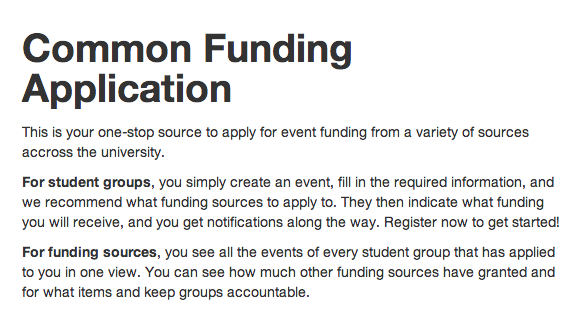 Common Funding
Application
This is your one-stop source to apply for event funding from a variety of sources
accross the university.
For student groups, you simply create an event, fill in the required information, and
we recommend what funding sources to apply to. They then indicate what funding
you will receive, and you get notifications along the way. Register now to get started!
For funding sources, you see all the events of every student group that has applied
to you in one view. You can see how much other funding sources have granted and
for what items and keep groups accountable.